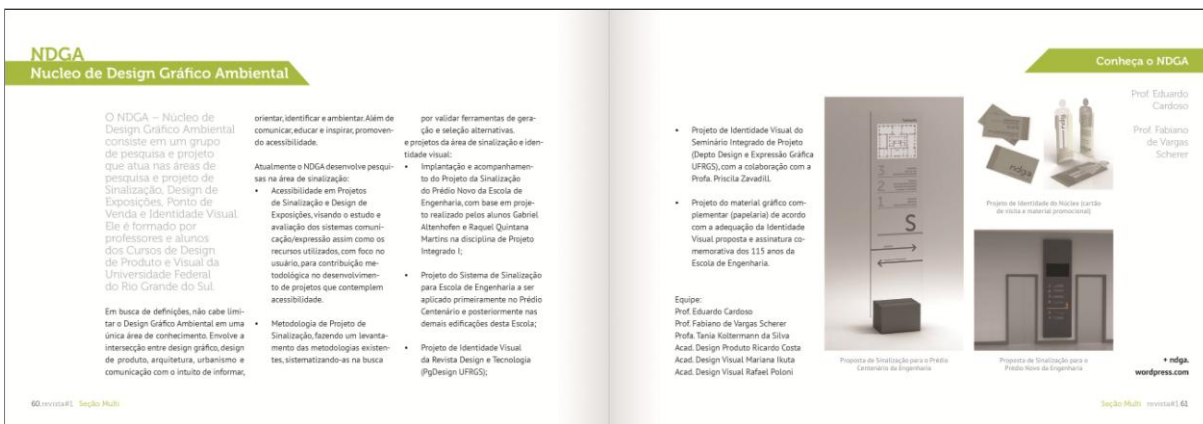 NDGA
Nucleo de Design Gráfico Ambiental
O NDGA – Núcleo de
Design Gráfico Ambiental
consiste em um grupo
de pesquisa e projeto
que atua nas áreas de
pesquisa e projeto de
Sinalização, Design de
Exposições, Ponto de
Venda e Identidade Visual.
Ele é formado por
professores e alunos
dos Cursos de Design
de Produto e Visual da
Universidade Federal
do Rio Grande do Sul.
Em busca de definições, não cabe limi-
tar o Design Gráfico Ambiental em uma
única área de conhecimento. Envolve a
intersecção entre design gráfico, design
de produto, arquitetura, urbanismo e
comunicação com o intuito de informar,
orientar, identificar e ambientar. Além de
comunicar, educar e inspirar, promoven-
do acessibilidade.
Atualmente o NDGA desenvolve pesqui-
sas na área de sinalização:
• Acessibilidade em Projetos
de Sinalização e Design de
Exposições, visando o estudo e
avaliação dos sistemas comuni-
cação/expressão assim como os
recursos utilizados, com foco no
usuário, para contribuição me-
todológica no desenvolvimen-
to de projetos que contemplem
acessibilidade.
• Metodologia de Projeto de
Sinalização, fazendo um levanta-
mento das metodologias existen-
tes, sistematizando-as na busca
por validar ferramentas de gera-
ção e seleção alternativas.
e projetos da área de sinalização e iden-
tidade visual:
• Implantação e acompanhamen-
to do Projeto da Sinalização
do Prédio Novo da Escola de
Engenharia, com base em proje-
to realizado pelos alunos Gabriel
Altenhofen e Raquel Quintana
Martins na disciplina de Projeto
Integrado I;
• Projeto do Sistema de Sinalização
para Escola de Engenharia a ser
aplicado primeiramente no Prédio
Centenário e posteriormente nas
demais edificações desta Escola;
• Projeto de Identidade Visual
da Revista Design e Tecnologia
(PgDesign UFRGS);
60.revista#1 Seção Multi
Conheça o NDGA
• Projeto de Identidade Visual do
Seminário Integrado de Projeto
(Depto Design e Expressão Gráfica
UFRGS), com a colaboração com a
Profa. Priscila Zavadill.
• Projeto do material gráfico com-
plementar (papelaria) de acordo
com a adequação da Identidade
Visual proposta e assinatura co-
memorativa dos 115 anos da
Escola de Engenharia.
Equipe:
Prof. Eduardo Cardoso
Prof. Fabiano de Vargas Scherer
Profa. Tania Koltermann da Silva
Acad. Design Produto Ricardo Costa
Acad. Design Visual Mariana Ikuta
Acad. Design Visual Rafael Poloni
3
2
1
S
Proposta de Sinalização para o Prédio
Centenário da Engenharia
ndga
Projeto de Identidade do Núcleo (cartão
de visita e material promocional)
Proposta de Sinalização para o
Prédio Novo da Engenharia
Prof. Eduardo
Cardoso
Prof. Fabiano
de Vargas
Scherer
+ ndga.
wordpress.com
Seção Multi revista#1 61